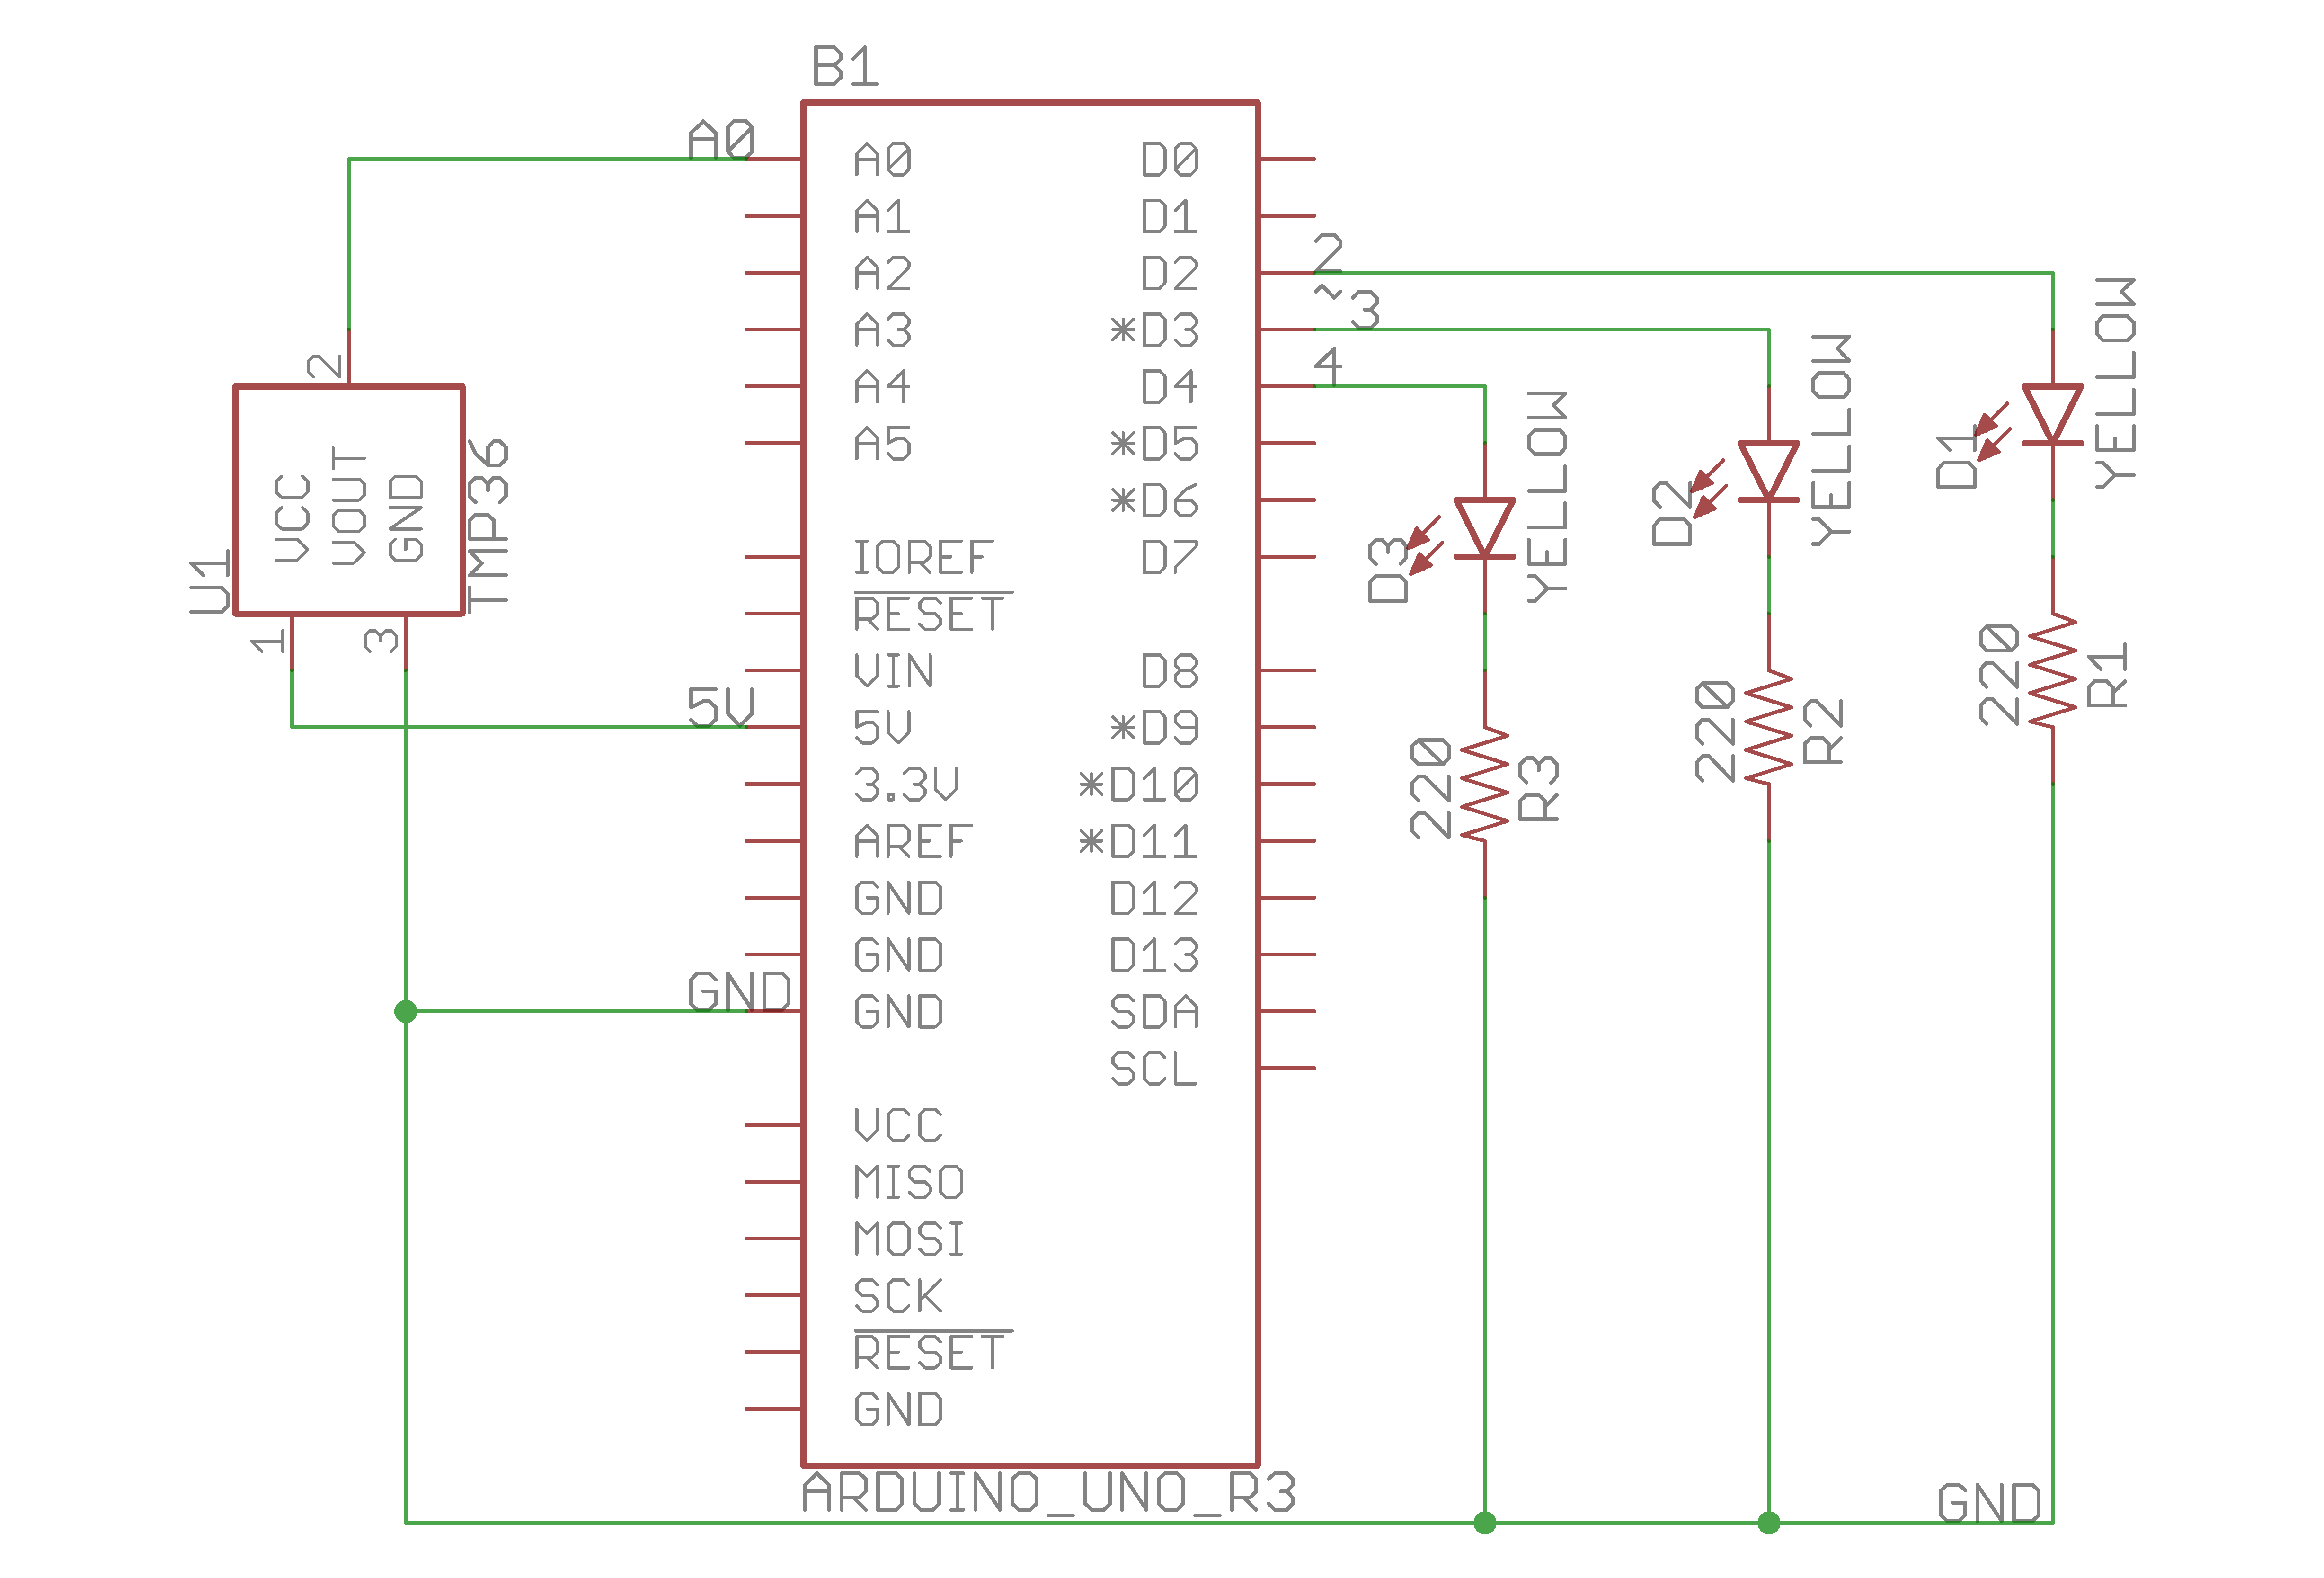 B1
A0
A0
A1
A2
A3
A4
A5
IOREF
RESET
VIN
5V
5V
3.3V
AREF
GND
GND
GND
GND
VCC
MISO
MOSI
SCK
RESET
GND
D0
D1
D2
*D3
D4
*D5
*D6
D7
D8
*D9
*D10
*D11
D12
D13
SDA
SCL
ARDUINO_UNO_R3
U1
2
VCC
VOUT
GND
TMP36
1
3
2
~3
4
D3
YELLOW
220
R3
D2
YELLOW
220
R2
D1
YELLOW
220
R1
GND